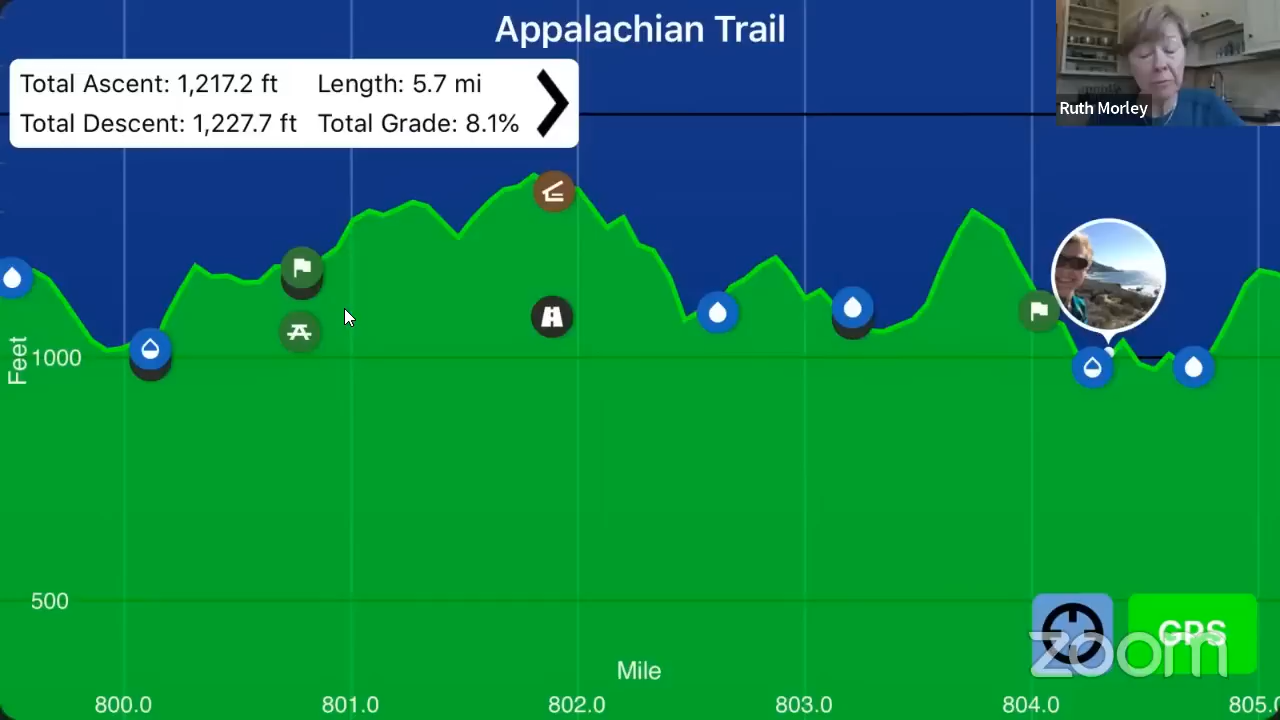 Appalachian Trail
Total Ascent: 1,217.2 ft Length: 5.7 mi
Total Descent: 1,227.7 ft Total Grade: 8.1%
Ruth Morley
Feet
1000
500
GPS
zoom
Mile
800.0 801.0 802.0 803.0 804.0 805.0